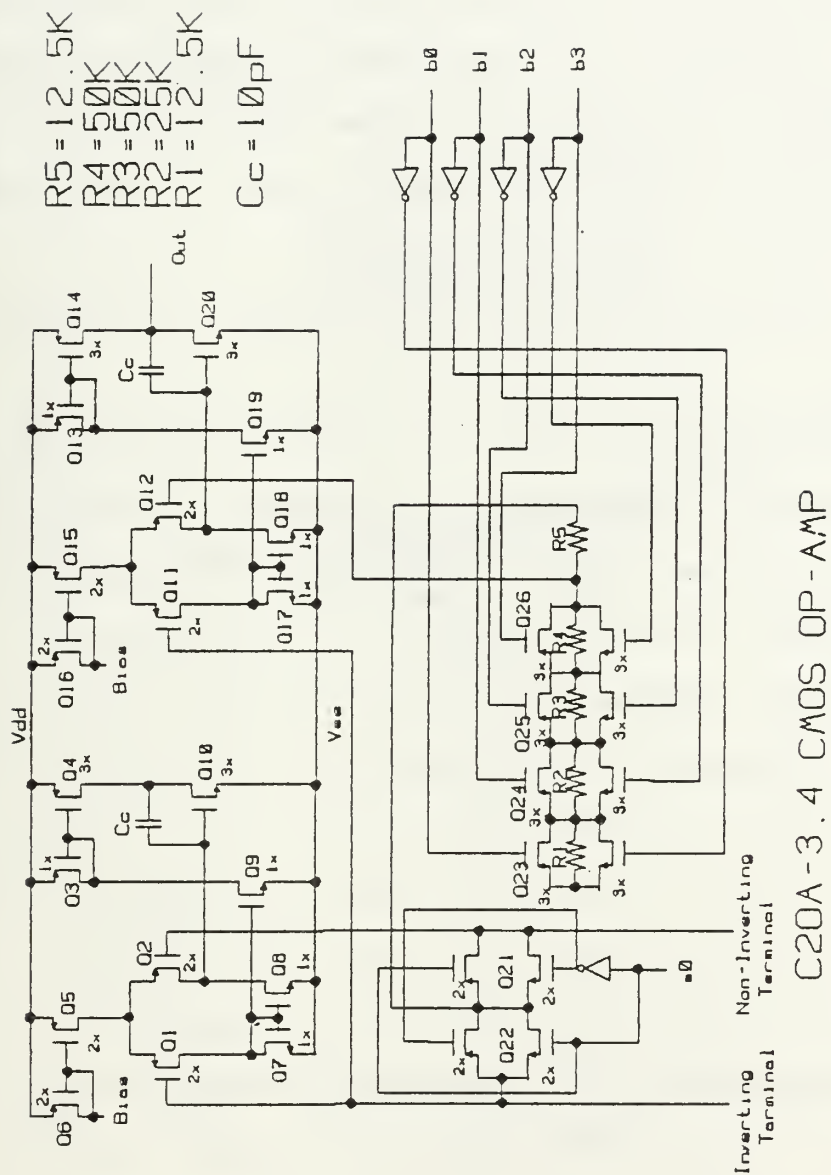 R5=12.5K
R4=50K
R3=50K
R2=25K
R1=12.5K
Cc=10pF
Vdd
Q6
2x
Q5
2x
Bias
Q1
2x
Q2
2x
Q3
1x
Q4
3x
Cc
Q7
1x
Q8
1x
Q9
1x
Q10
3x
Vss
Q16
2x
Q15
2x
Bias
Q11
2x
Q12
2x
Q13
1x
Q14
3x
Cc
Out
Q17
1x
Q18
1x
Q19
1x
Q20
3x
2x
2x
Q22
Q21
2x
2x
Q23
Q24
Q25
Q26
3x
3x
3x
3x
R1
R2
R3
R4
R5
3x
3x
3x
3x
b0
b1
b2
b3
Inverting
Terminal
Non-Inverting
Terminal
C20A-3,4 CMOS OP-AMP